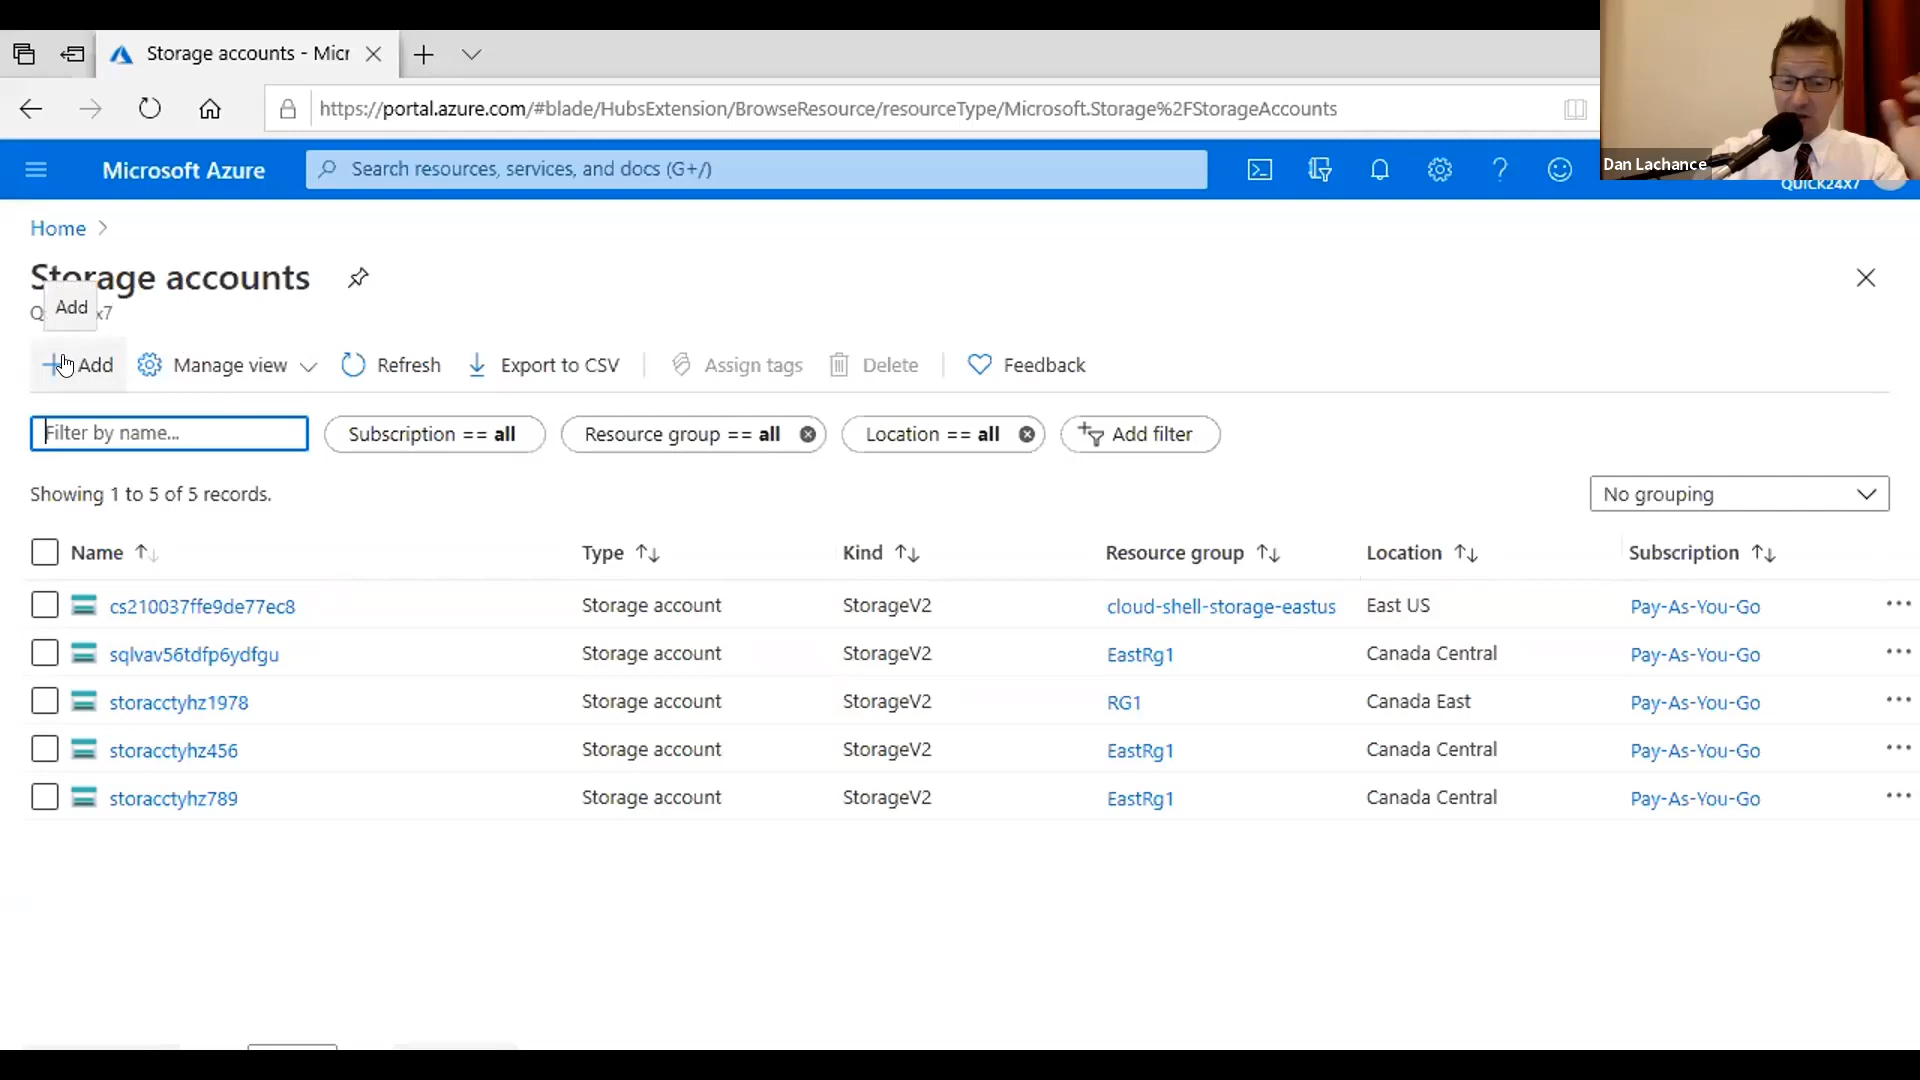 Storage accounts - Micr
https://portal.azure.com/#blade/HubsExtension/BrowseResource/resourceType/Microsoft.Storage%2FStorageAccounts
Dan Lachance
Microsoft Azure
Search resources, services, and docs (G+/)
QUICK24X7
Home
Storage accounts
Add
Q x7
Add
Manage view
Refresh
Export to CSV
Assign tags
Delete
Feedback
Filter by name...
Subscription == all
Resource group == all
Location == all
Add filter
Showing 1 to 5 of 5 records.
No grouping
Name Type Kind Resource group Location Subscription
cs210037ffe9de77ec8 Storage account StorageV2 cloud-shell-storage-eastus East US Pay-As-You-Go
sqlvav56tdfp6ydfgu Storage account StorageV2 EastRg1 Canada Central Pay-As-You-Go
storacctyhz1978 Storage account StorageV2 RG1 Canada East Pay-As-You-Go
storacctyhz456 Storage account StorageV2 EastRg1 Canada Central Pay-As-You-Go
storacctyhz789 Storage account StorageV2 EastRg1 Canada Central Pay-As-You-Go